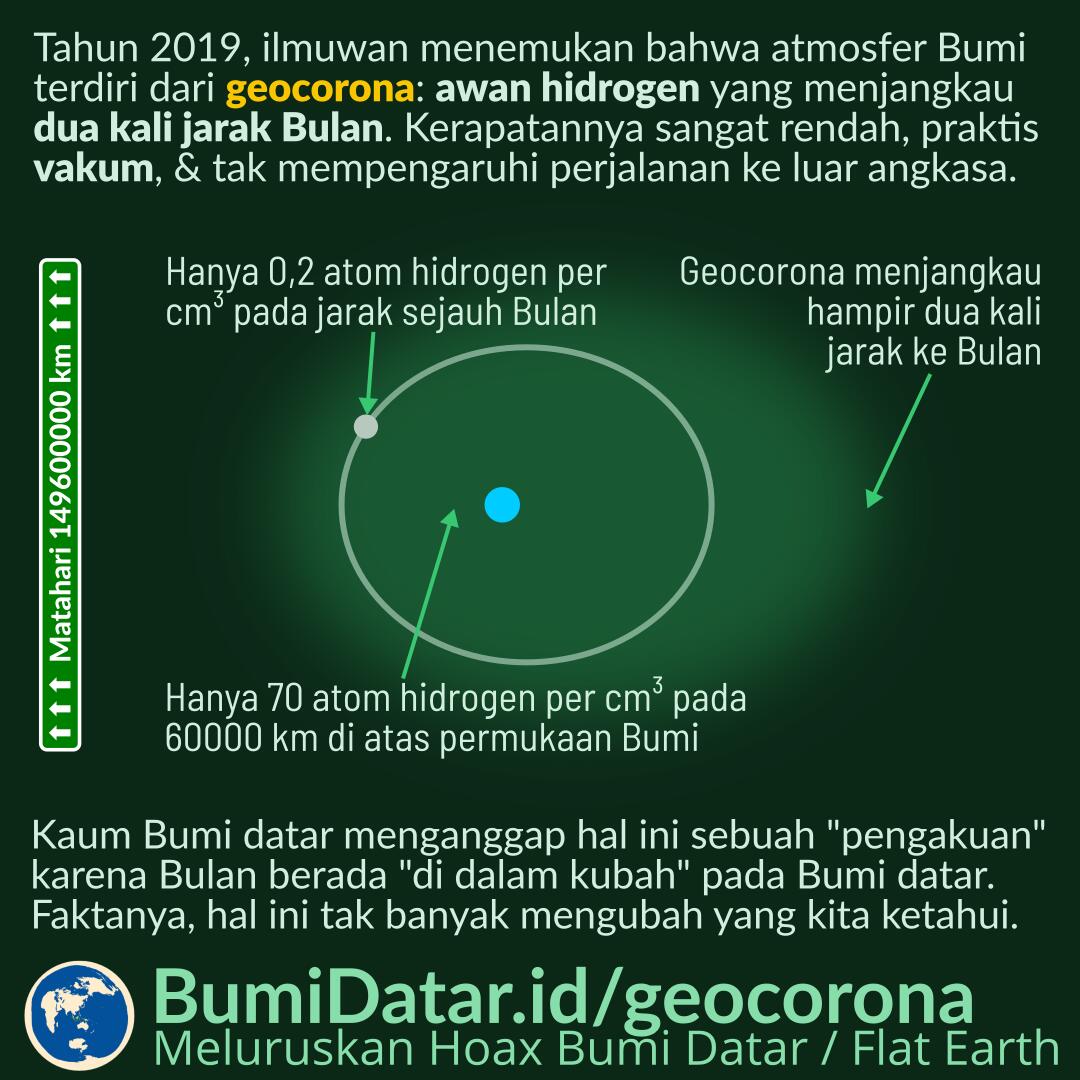 Tahun 2019, ilmuwan menemukan bahwa atmosfer Bumi
terdiri dari geocorona: awan hidrogen yang menjangkau
dua kali jarak Bulan. Kerapatannya sangat rendah, praktis
vakum, & tak mempengaruhi perjalanan ke luar angkasa.
Hanya 0,2 atom hidrogen per
cm³ pada jarak sejauh Bulan
Geocorona menjangkau
hampir dua kali
jarak ke Bulan
Matahari 149600000 km
Hanya 70 atom hidrogen per cm³ pada
60000 km di atas permukaan Bumi
Kaum Bumi datar menganggap hal ini sebuah "pengakuan"
karena Bulan berada "di dalam kubah" pada Bumi datar.
Faktanya, hal ini tak banyak mengubah yang kita ketahui.
BumiDatar.id/geocorona
Meluruskan Hoax Bumi Datar / Flat Earth